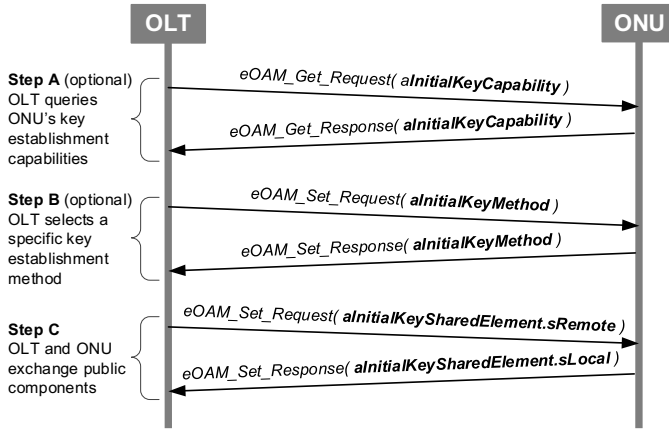 OLT
ONU
Step A (optional)
OLT queries
ONU's key
establishment
capabilities
eOAM_Get_Request( aInitialKeyCapability )
eOAM_Get_Response( aInitialKeyCapability )
Step B (optional)
OLT selects a
specific key
establishment
method
eOAM_Set_Request( aInitialKeyMethod )
eOAM_Set_Response( aInitialKeyMethod )
Step C
OLT and ONU
exchange public
components
eOAM_Set_Request( aInitialKeySharedElement.sRemote )
eOAM_Set_Response( aInitialKeySharedElement.sLocal )